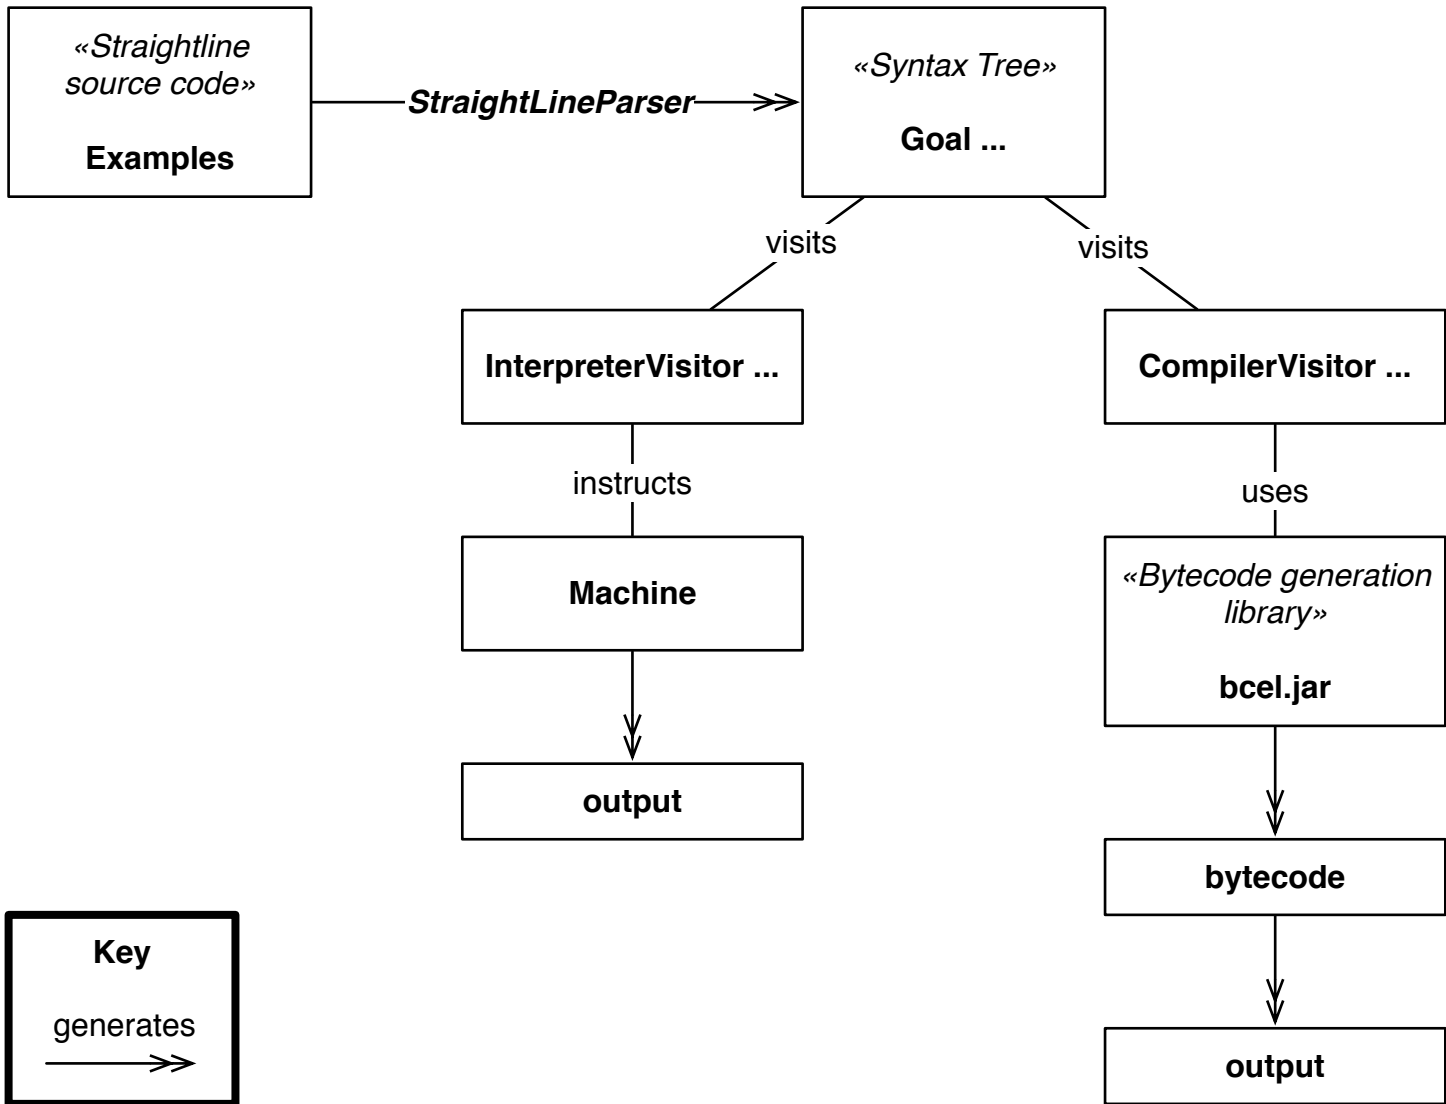 «Straightline
source code»
Examples
StraightLineParser
«Syntax Tree»
Goal ...
visits
visits
InterpreterVisitor ...
CompilerVisitor ...
instructs
uses
Machine
«Bytecode generation
library»
bcel.jar
output
bytecode
output
Key
generates